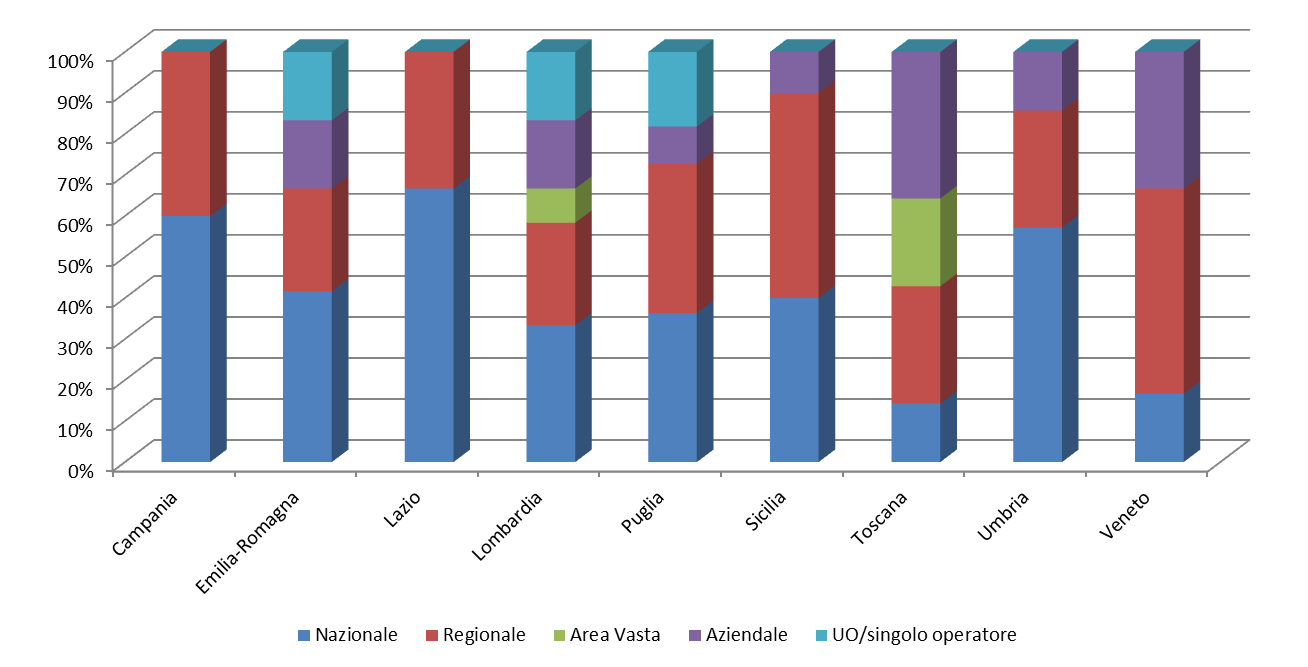 100%
90%
80%
70%
60%
50%
40%
30%
20%
10%
0%
Campania
Emilia-Romagna
Lazio
Lombardia
Puglia
Sicilia
Toscana
Umbria
Veneto
Nazionale Regionale Area Vasta Aziendale UO/singolo operatore